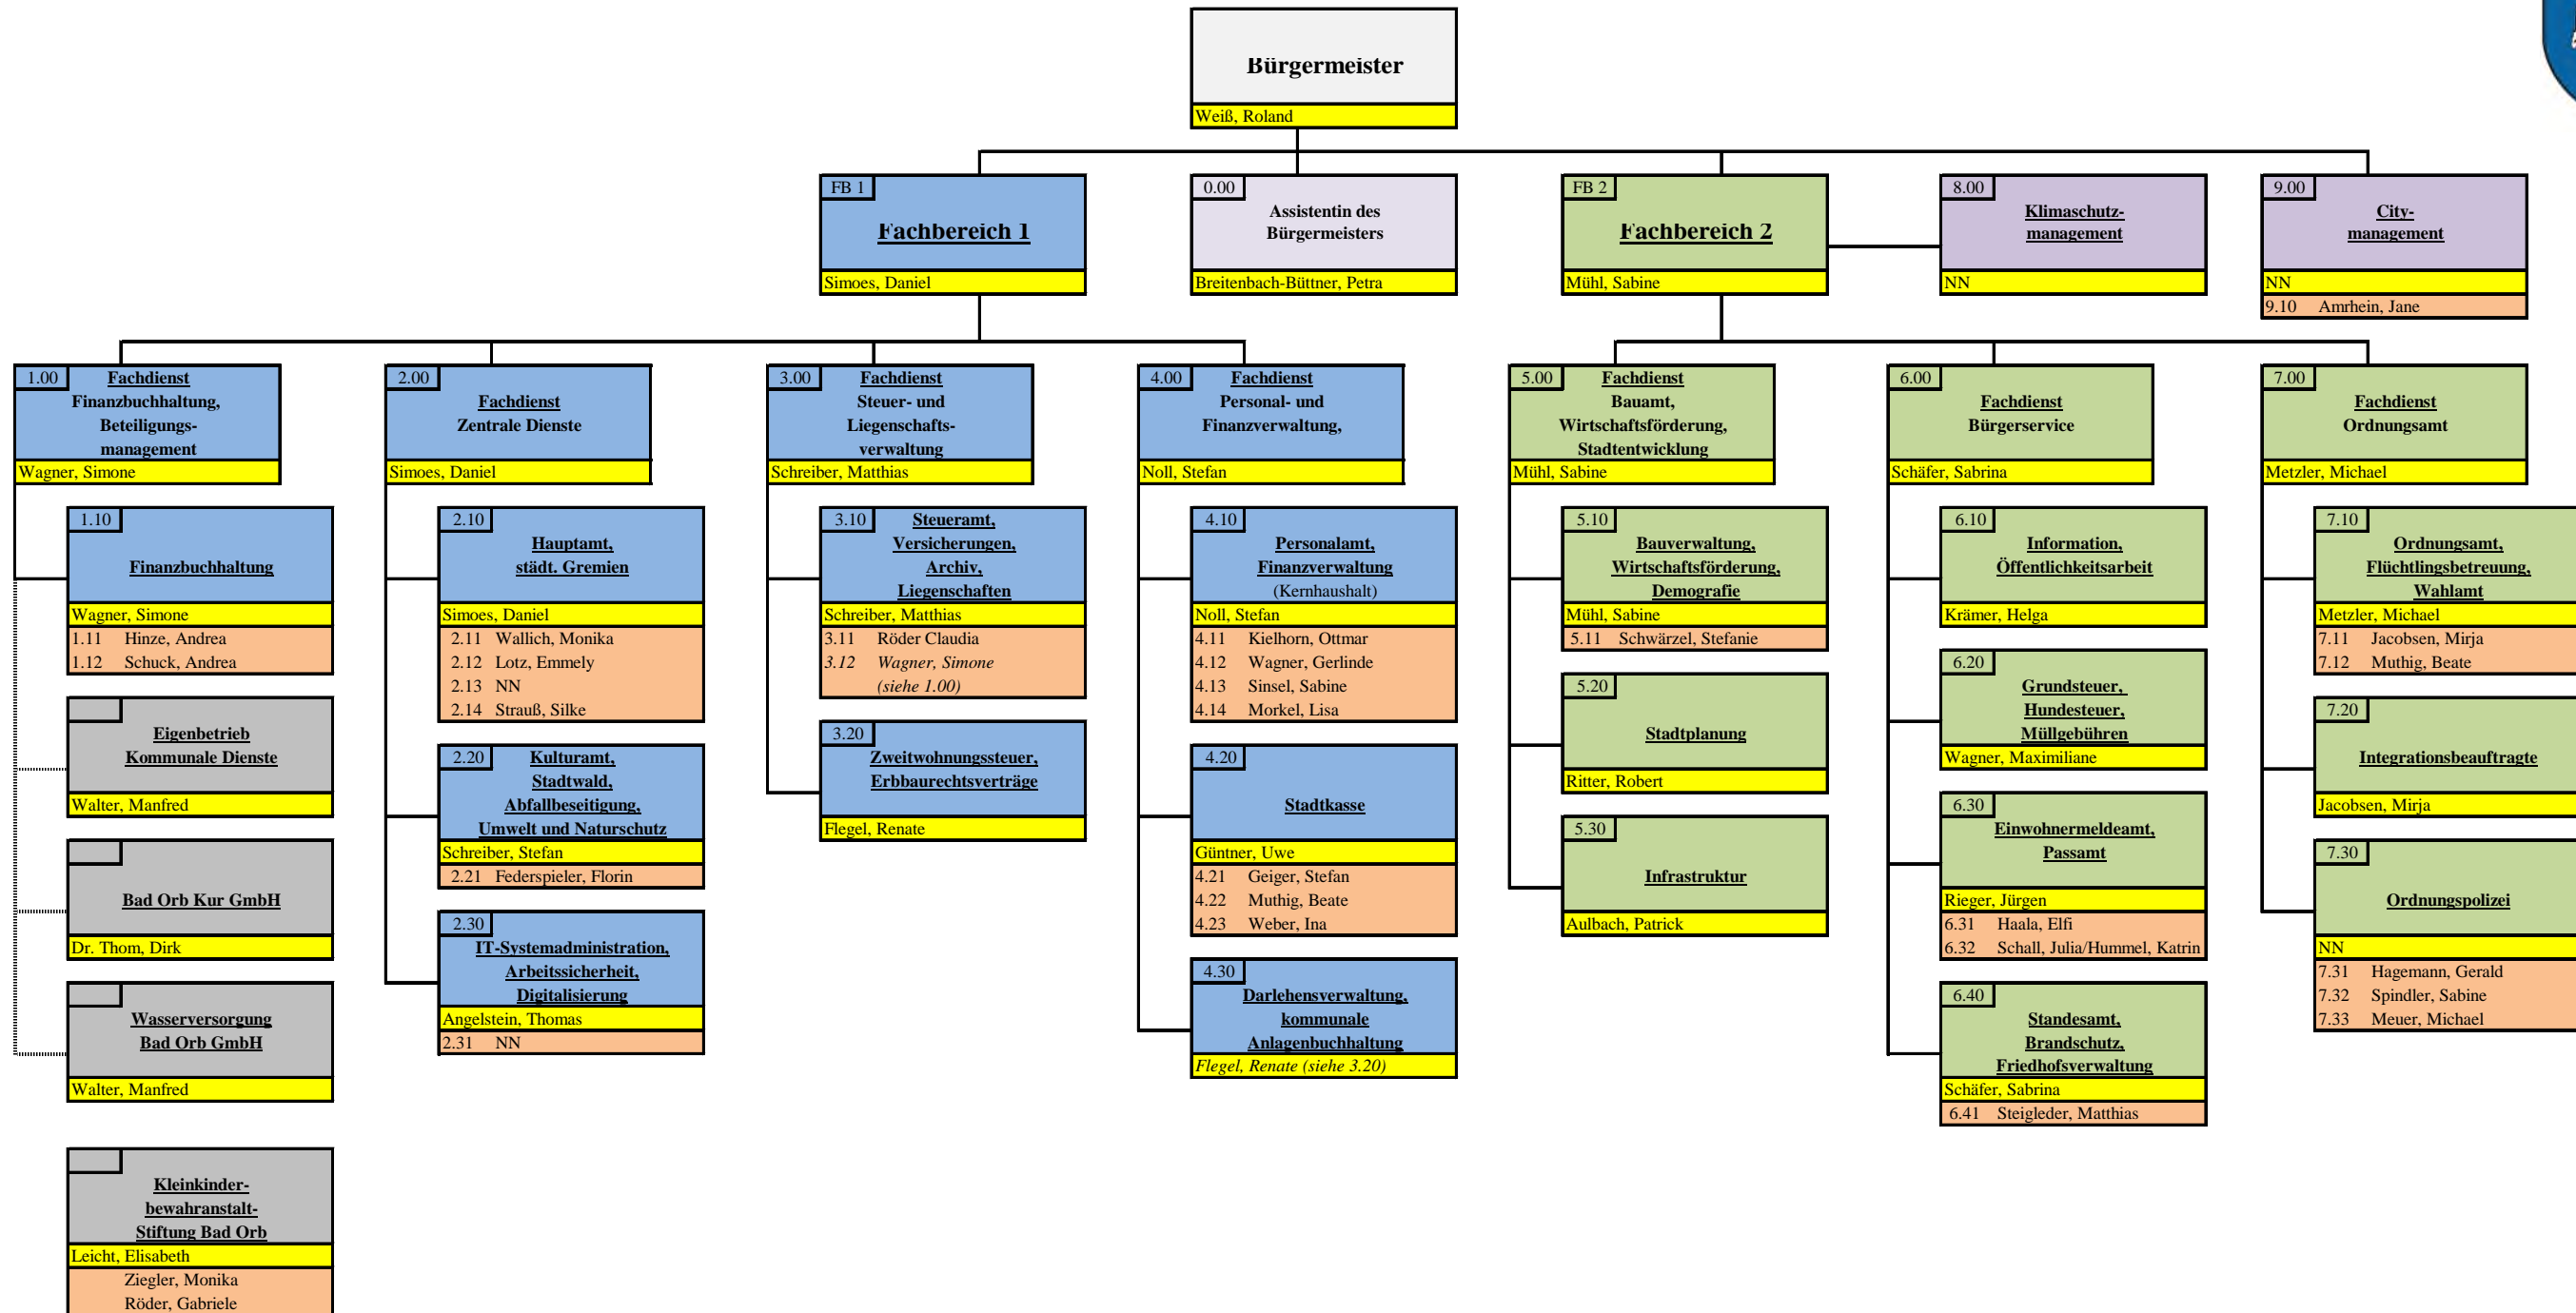 Bürgermeister
Weiß, Roland
FB 1
Fachbereich 1
Simoes, Daniel
0.00
Assistentin des
Bürgermeisters
Breitenbach-Büttner, Petra
FB 2
Fachbereich 2
Mühl, Sabine
8.00
Klimaschutz-
management
NN
9.00
City-
management
NN
9.10 Amrhein, Jane
1.00 Fachdienst
Finanzbuchhaltung,
Beteiligungs-
management
Wagner, Simone
1.10
Finanzbuchhaltung
Wagner, Simone
1.11 Hinze, Andrea
1.12 Schuck, Andrea
Eigenbetrieb
Kommunale Dienste
Walter, Manfred
Bad Orb Kur GmbH
Dr. Thom, Dirk
Wasserversorgung
Bad Orb GmbH
Walter, Manfred
Kleinkinder-
bewahranstalt-
Stiftung Bad Orb
Leicht, Elisabeth
Ziegler, Monika
Röder, Gabriele
2.00
Fachdienst
Zentrale Dienste
Simoes, Daniel
2.10
Hauptamt,
städt. Gremien
Simoes, Daniel
2.11 Wallich, Monika
2.12 Lotz, Emmely
2.13 NN
2.14 Strauß, Silke
2.20 Kulturamt,
Stadtwald,
Abfallbeseitigung,
Umwelt und Naturschutz
Schreiber, Stefan
2.21 Federspieler, Florin
2.30
IT-Systemadministration,
Arbeitssicherheit,
Digitalisierung
Angelstein, Thomas
2.31 NN
3.00 Fachdienst
Steuer- und
Liegenschafts-
verwaltung
Schreiber, Matthias
3.10 Steueramt,
Versicherungen,
Archiv,
Liegenschaften
Schreiber, Matthias
3.11 Röder Claudia
3.12 Wagner, Simone
(siehe 1.00)
3.20
Zweitwohnungssteuer,
Erbbaurechtsverträge
Flegel, Renate
4.00 Fachdienst
Personal- und
Finanzverwaltung,
Noll, Stefan
4.10
Personalamt,
Finanzverwaltung
(Kernhaushalt)
Noll, Stefan
4.11 Kielhorn, Ottmar
4.12 Wagner, Gerlinde
4.13 Sinsel, Sabine
4.14 Morkel, Lisa
4.20
Stadtkasse
Güntner, Uwe
4.21 Geiger, Stefan
4.22 Muthig, Beate
4.23 Weber, Ina
4.30
Darlehensverwaltung,
kommunale
Anlagenbuchhaltung
Flegel, Renate (siehe 3.20)
5.00 Fachdienst
Bauamt,
Wirtschaftsförderung,
Stadtentwicklung
Mühl, Sabine
5.10
Bauverwaltung,
Wirtschaftsförderung,
Demografie
Mühl, Sabine
5.11 Schwärzel, Stefanie
5.20
Stadtplanung
Ritter, Robert
5.30
Infrastruktur
Aulbach, Patrick
6.00
Fachdienst
Bürgerservice
Schäfer, Sabrina
6.10
Information,
Öffentlichkeitsarbeit
Krämer, Helga
6.20
Grundsteuer,
Hundesteuer,
Müllgebühren
Wagner, Maximiliane
6.30
Einwohnermeldeamt,
Passamt
Rieger, Jürgen
6.31 Haala, Elfi
6.32 Schall, Julia/Hummel, Katrin
6.40
Standesamt,
Brandschutz,
Friedhofsverwaltung
Schäfer, Sabrina
6.41 Steigleder, Matthias
7.00
Fachdienst
Ordnungsamt
Metzler, Michael
7.10
Ordnungsamt,
Flüchtlingsbetreuung,
Wahlamt
Metzler, Michael
7.11 Jacobsen, Mirja
7.12 Muthig, Beate
7.20
Integrationsbeauftragte
Jacobsen, Mirja
7.30
Ordnungspolizei
NN
7.31 Hagemann, Gerald
7.32 Spindler, Sabine
7.33 Meuer, Michael